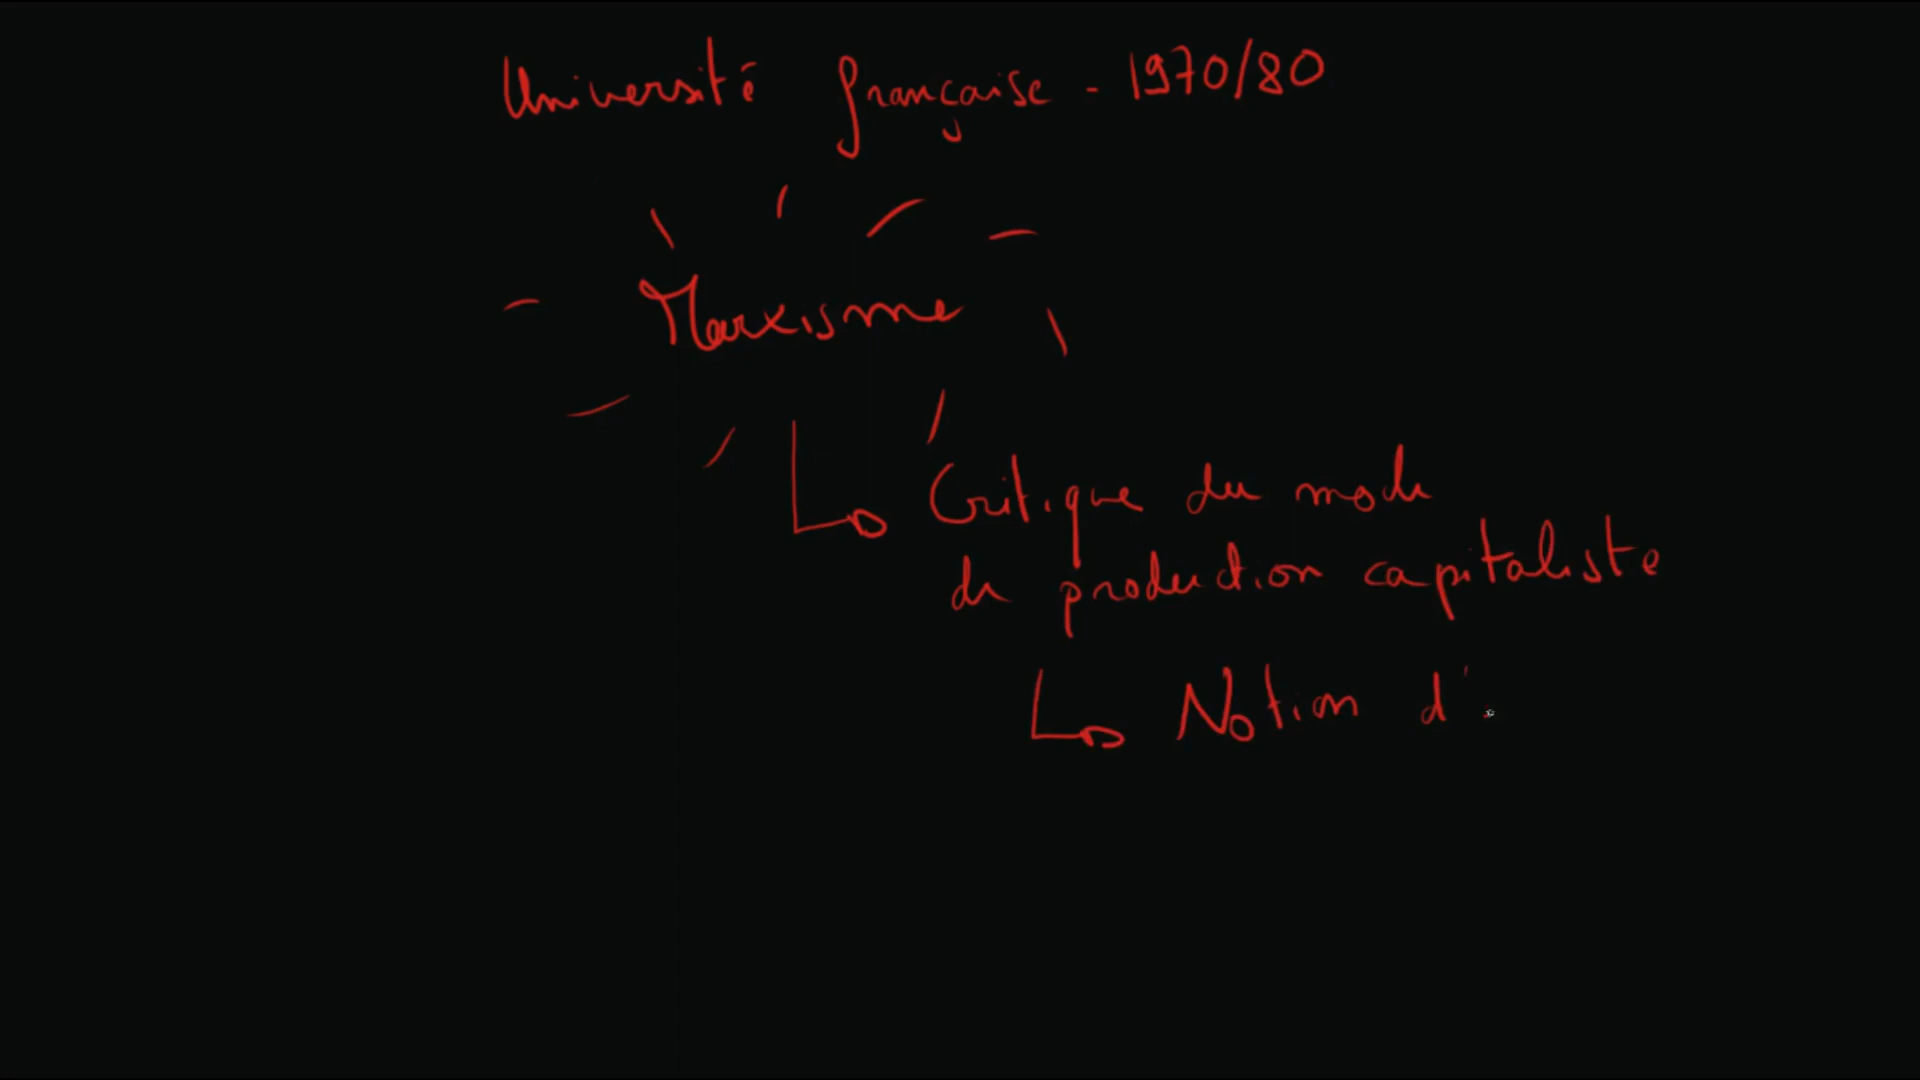 Université française - 1970/80
Marxisme
Critique du mode
de production capitaliste
Notion d'